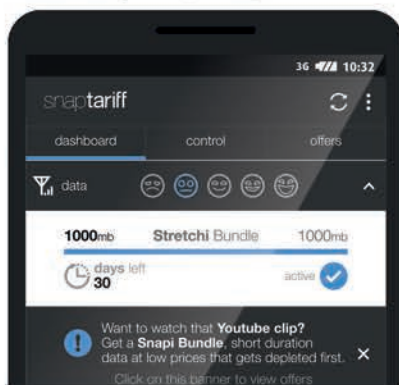 3G 10:32
snaptariff
dashboard control offers
data
1000mb Stretchi Bundle 1000mb
days left
30
active
Want to watch that Youtube clip?
Get a Snapi Bundle, short duration
data at low prices that gets depleted first.
Click on this banner to view offers